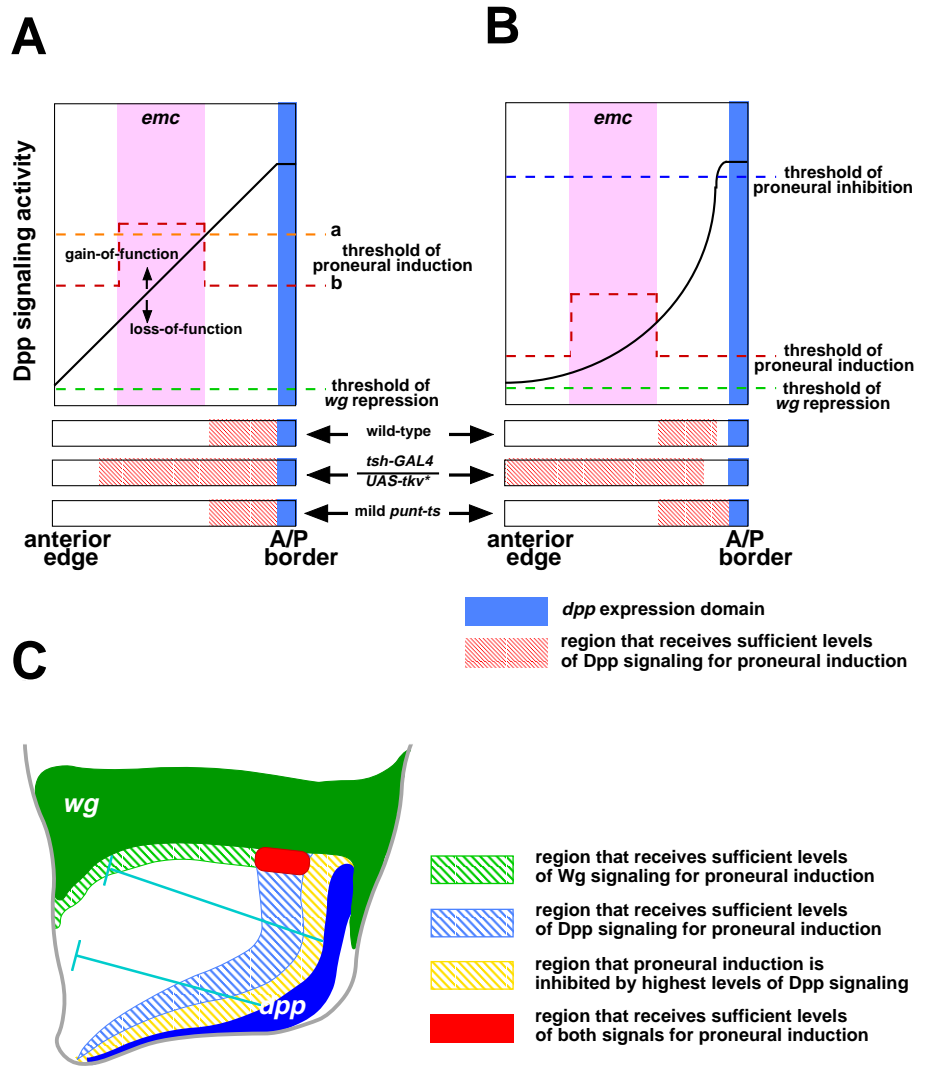 A
B
Dpp signaling activity
emc
a
gain-of-function
threshold of
proneural induction
b
loss-of-function
threshold of
wg repression
emc
threshold of
proneural inhibition
threshold of
proneural induction
threshold of
wg repression
wild-type
tsh-GAL4
UAS-tkv*
mild punt-ts
anterior
edge
A/P
border
anterior
edge
A/P
border
dpp expression domain
region that receives sufficient levels
of Dpp signaling for proneural induction
C
wg
dpp
region that receives sufficient levels
of Wg signaling for proneural induction
region that receives sufficient levels
of Dpp signaling for proneural induction
region that proneural induction is
inhibited by highest levels of Dpp signaling
region that receives sufficient levels
of both signals for proneural induction